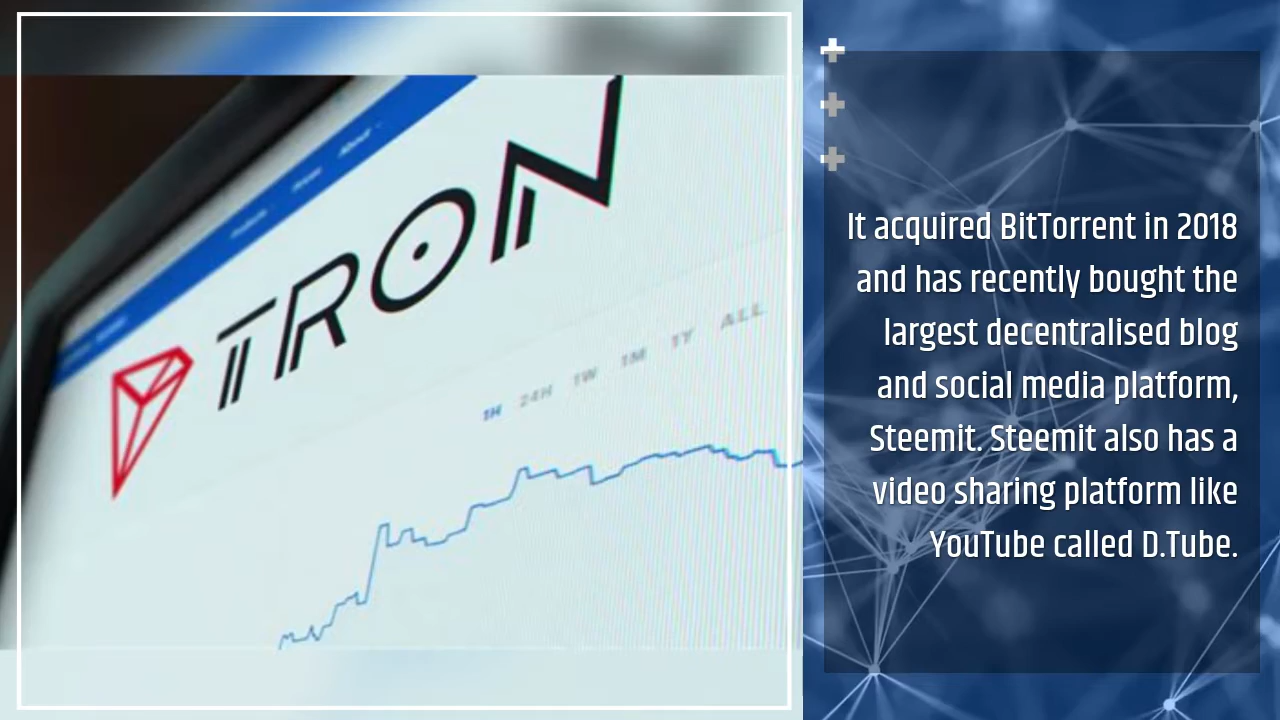 TRON
1H 24H 1W 1M 1Y ALL
It acquired BitTorrent in 2018
and has recently bought the
largest decentralised blog
and social media platform,
Steemit. Steemit also has a
video sharing platform like
YouTube called D.Tube.